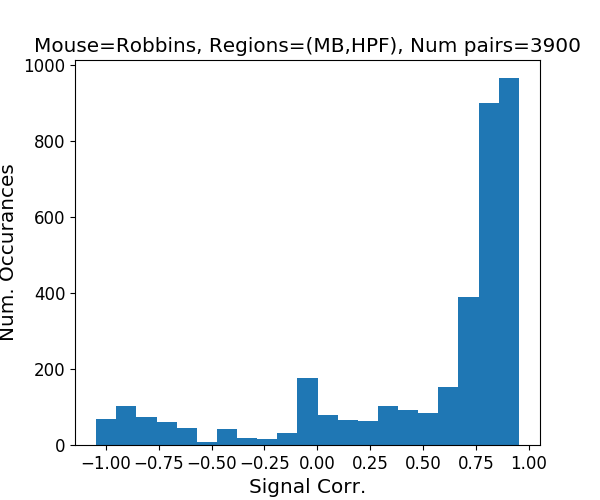 Mouse=Robbins, Regions=(MB,HPF), Num pairs=3900
1000
800
600
400
200
0
Num. Occurances
−1.00 −0.75 −0.50 −0.25 0.00 0.25 0.50 0.75 1.00
Signal Corr.